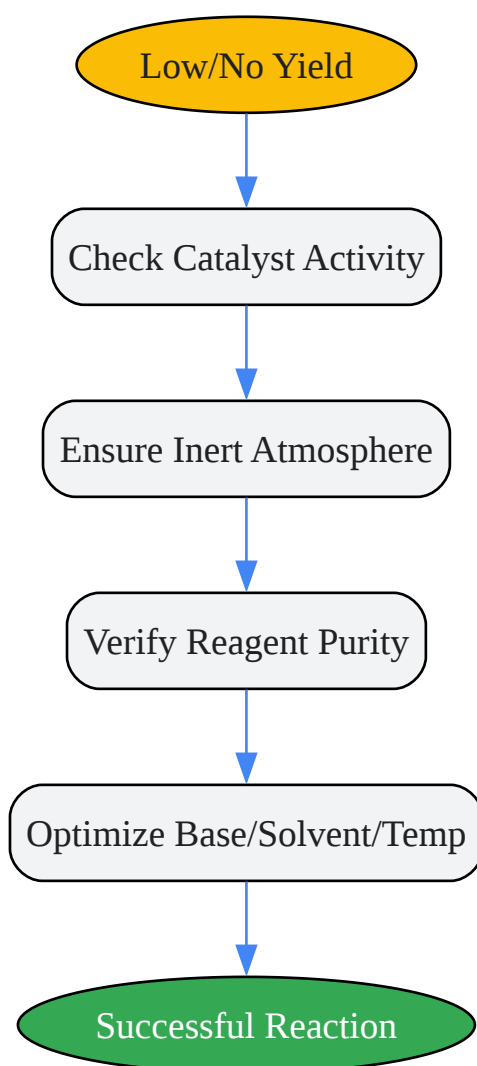 Low/No Yield
Check Catalyst Activity
Ensure Inert Atmosphere
Verify Reagent Purity
Optimize Base/Solvent/Temp
Successful Reaction